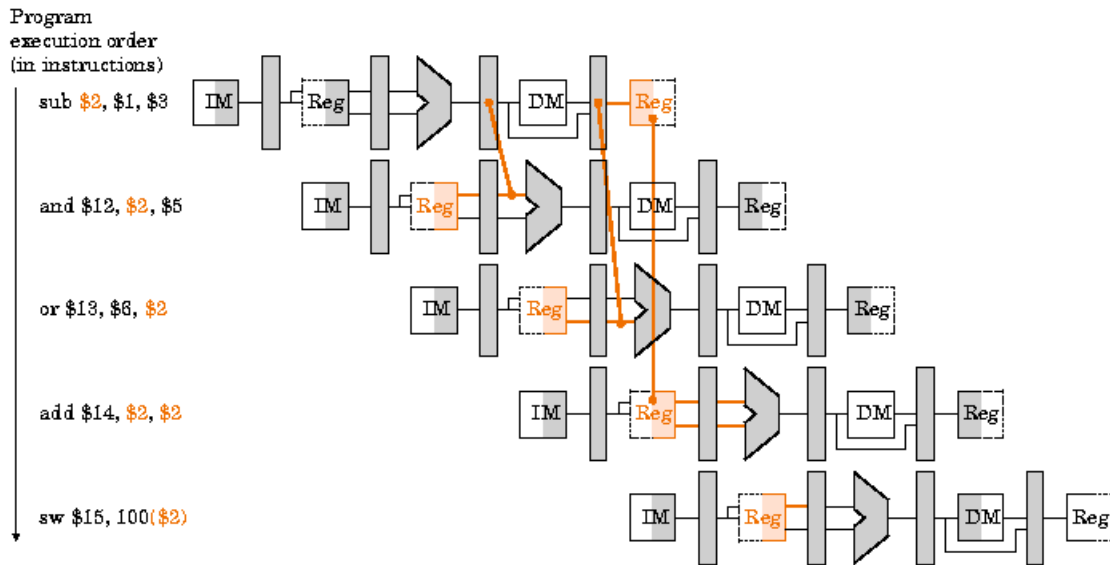 Program
execution order
(in instructions)
sub $2, $1, $3
IM Reg DM Reg
and $12, $2, $5
IM Reg DM Reg
or $13, $6, $2
IM Reg DM Reg
add $14, $2, $2
IM Reg DM Reg
sw $15, 100($2)
IM Reg DM Reg